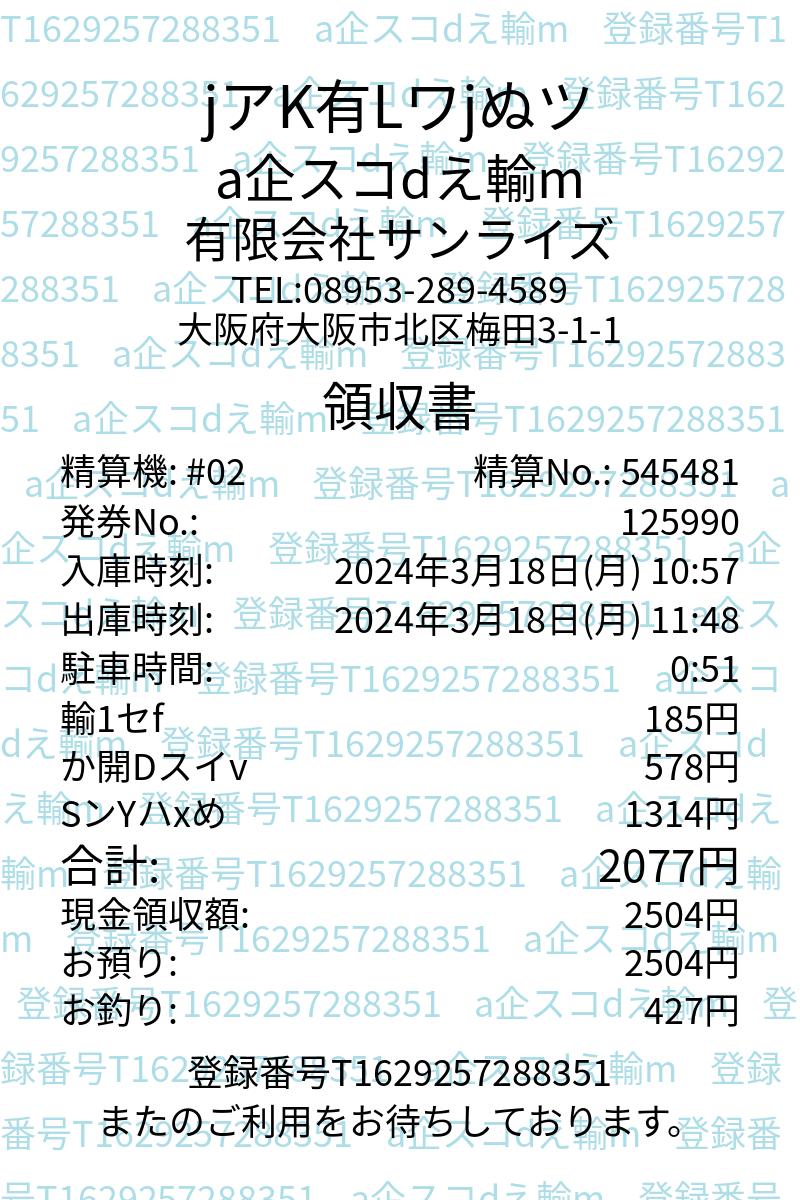 jアK有Lワjぬツ
a企スコdえ輸m
有限会社サンライズ
TEL:08953-289-4589
大阪府大阪市北区梅田3-1-1
領収書
精算機: #02 精算No.: 545481
発券No.: 125990
入庫時刻: 2024年3月18日(月) 10:57
出庫時刻: 2024年3月18日(月) 11:48
駐車時間: 0:51
輸1セf 185円
か開Dスイv 578円
SンYハxめ 1314円
合計: 2077円
現金領収額: 2504円
お預り: 2504円
お釣り: 427円
登録番号T1629257288351
またのご利用をお待ちしております。